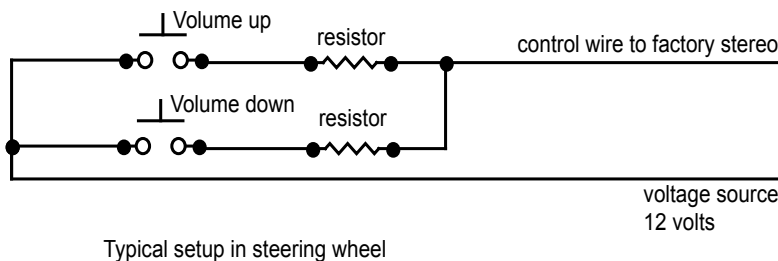 Volume up
resistor
control wire to factory stereo
Volume down
resistor
voltage source
12 volts
Typical setup in steering wheel